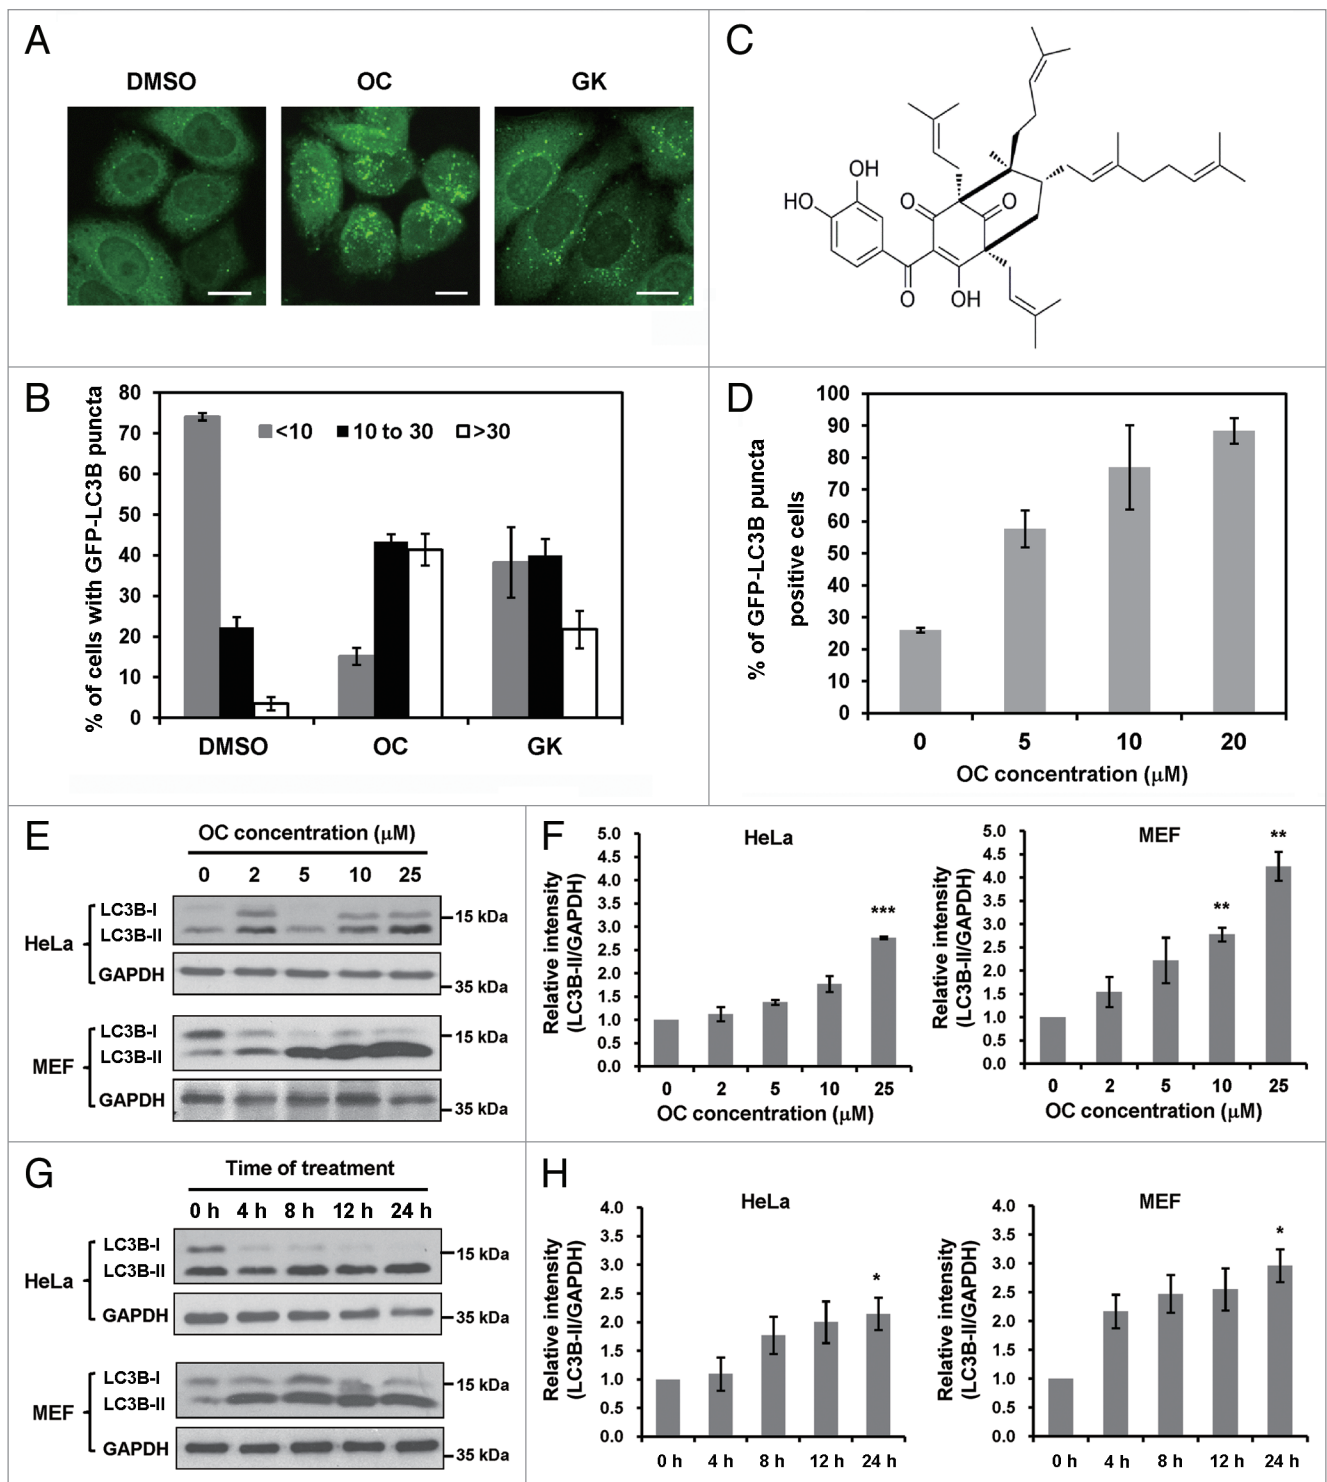 A
DMSO OC GK
C
OH
HO
O
O
O
OH
B
% of cells with GFP-LC3B puncta
80
70
60
50
40
30
20
10
0
<10 10 to 30 >30
DMSO OC GK
D
% of GFP-LC3B puncta
positive cells
100
90
80
70
60
50
40
30
20
10
0
0 5 10 20
OC concentration (µM)
E
OC concentration (µM)
0 2 5 10 25
HeLa
LC3B-I
LC3B-II
GAPDH
15 kDa
35 kDa
MEF
LC3B-I
LC3B-II
GAPDH
15 kDa
35 kDa
F
HeLa
Relative intensity
(LC3B-II/GAPDH)
5.0
4.5
4.0
3.5
3.0
2.5
2.0
1.5
1.0
0.5
0.0
***
0 2 5 10 25
OC concentration (µM)
MEF
Relative intensity
(LC3B-II/GAPDH)
5.0
4.5
4.0
3.5
3.0
2.5
2.0
1.5
1.0
0.5
0.0
**
**
0 2 5 10 25
OC concentration (µM)
G
Time of treatment
0 h 4 h 8 h 12 h 24 h
HeLa
LC3B-I
LC3B-II
GAPDH
15 kDa
35 kDa
MEF
LC3B-I
LC3B-II
GAPDH
15 kDa
35 kDa
H
HeLa
Relative intensity
(LC3B-II/GAPDH)
4.0
3.5
3.0
2.5
2.0
1.5
1.0
0.5
0.0
*
0 h 4 h 8 h 12 h 24 h
MEF
Relative intensity
(LC3B-II/GAPDH)
4.0
3.5
3.0
2.5
2.0
1.5
1.0
0.5
0.0
*
0 h 4 h 8 h 12 h 24 h